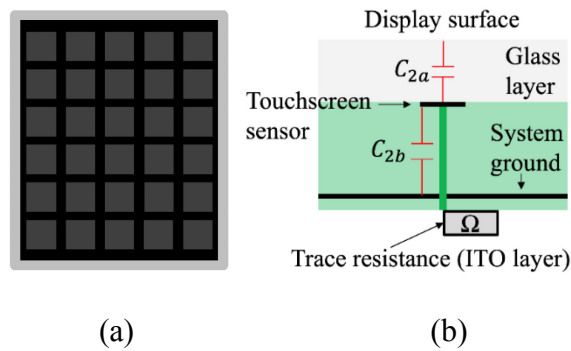 Display surface
C2a
Glass
layer
Touchscreen
sensor
C2b
System
ground
Ω
Trace resistance (ITO layer)
(a)
(b)